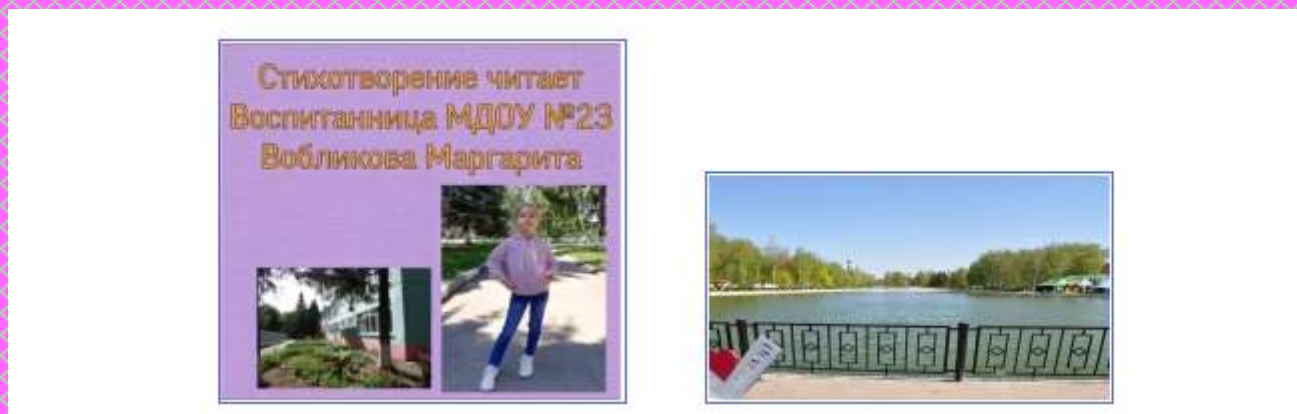 Стихотворение читает
Воспитанница МДОУ №23
Вобликова Маргарита